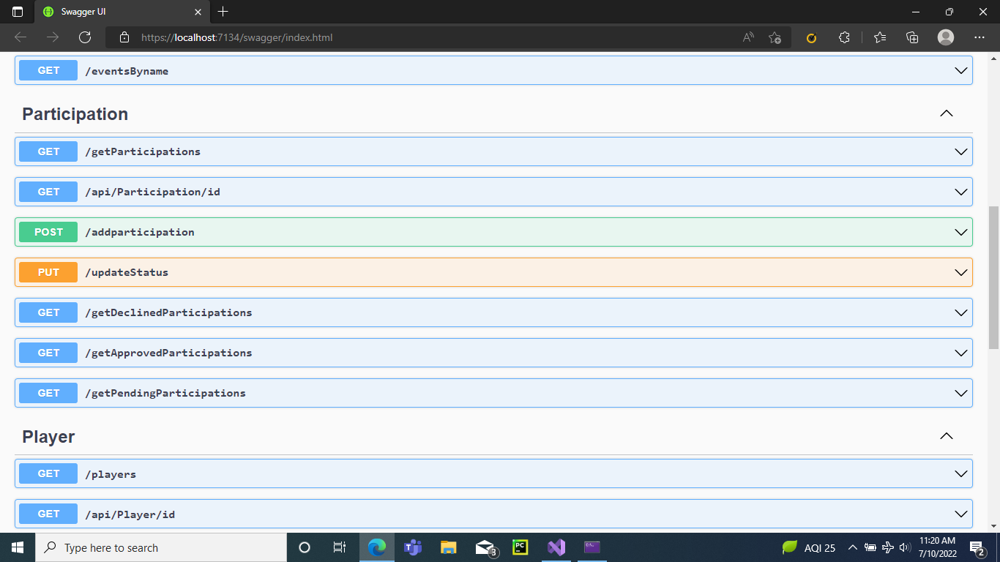 Swagger UI
https://localhost:7134/swagger/index.html
GET /eventsByname
Participation
GET /getParticipations
GET /api/Participation/id
POST /addparticipation
PUT /updateStatus
GET /getDeclinedParticipations
GET /getApprovedParticipations
GET /getPendingParticipations
Player
GET /players
GET /api/Player/id
Type here to search
3
PC
AQI 25
11:20 AM
7/10/2022
2